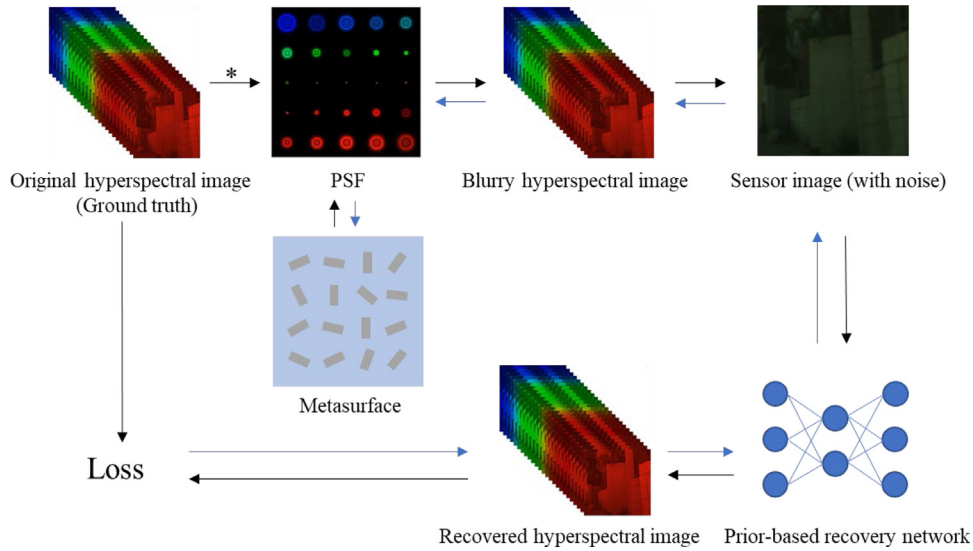 *
Original hyperspectral image
(Ground truth)
PSF
Blurry hyperspectral image
Sensor image (with noise)
Metasurface
Loss
Recovered hyperspectral image
Prior-based recovery network